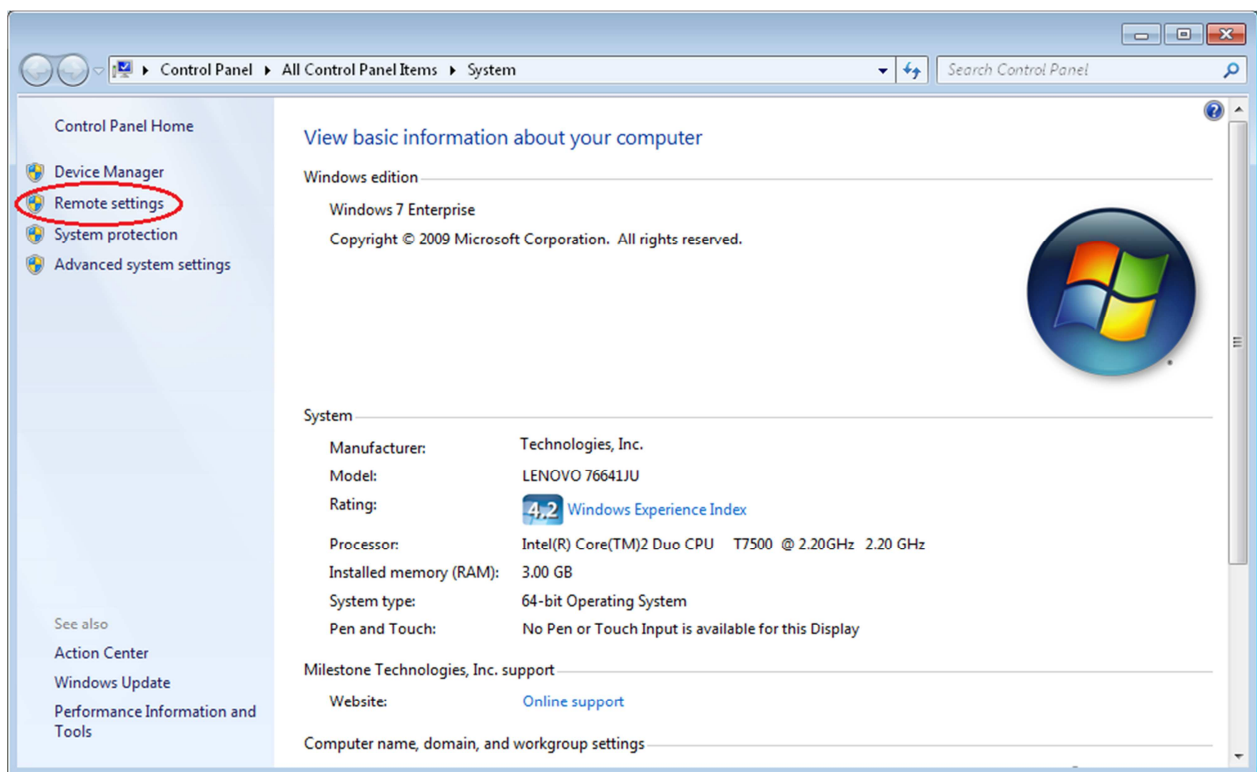 Control Panel ▸ All Control Panel Items ▸ System
Search Control Panel
Control Panel Home
Device Manager
Remote settings
System protection
Advanced system settings
See also
Action Center
Windows Update
Performance Information and
Tools
View basic information about your computer
Windows edition
Windows 7 Enterprise
Copyright © 2009 Microsoft Corporation.  All rights reserved.
System
Manufacturer: Technologies, Inc.
Model: LENOVO 76641JU
Rating: 4,2 Windows Experience Index
Processor: Intel(R) Core(TM)2 Duo CPU T7500 @ 2.20GHz 2.20 GHz
Installed memory (RAM): 3.00 GB
System type: 64-bit Operating System
Pen and Touch: No Pen or Touch Input is available for this Display
Milestone Technologies, Inc. support
Website: Online support
Computer name, domain, and workgroup settings